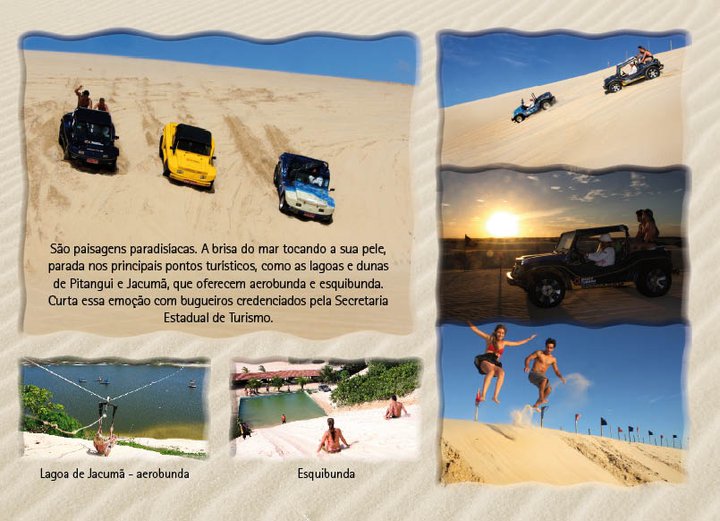 São paisagens paradisíacas. A brisa do mar tocando a sua pele,
parada nos principais pontos turísticos, como as lagoas e dunas
de Pitangui e Jacumã, que oferecem aerobunda e esquibunda.
Curta essa emoção com bugueiros credenciados pela Secretaria
Estadual de Turismo.
Lagoa de Jacumã - aerobunda
Esquibunda